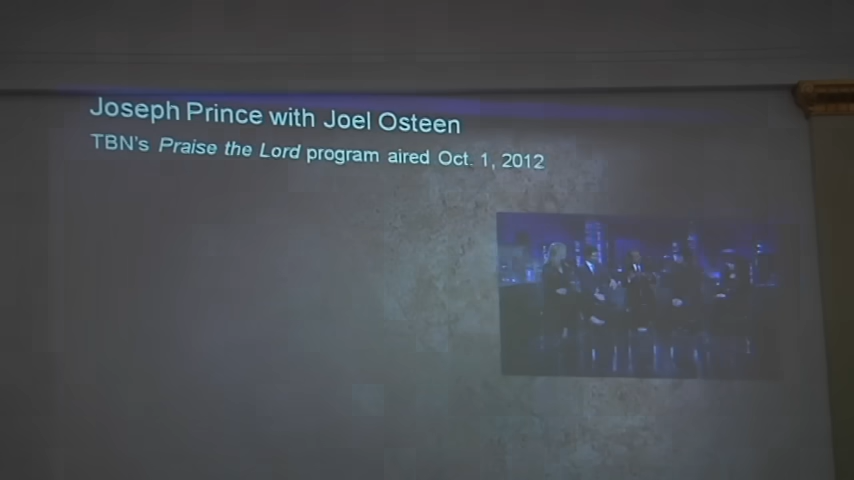 Joseph Prince with Joel Osteen
TBN's Praise the Lord program aired Oct. 1, 2012